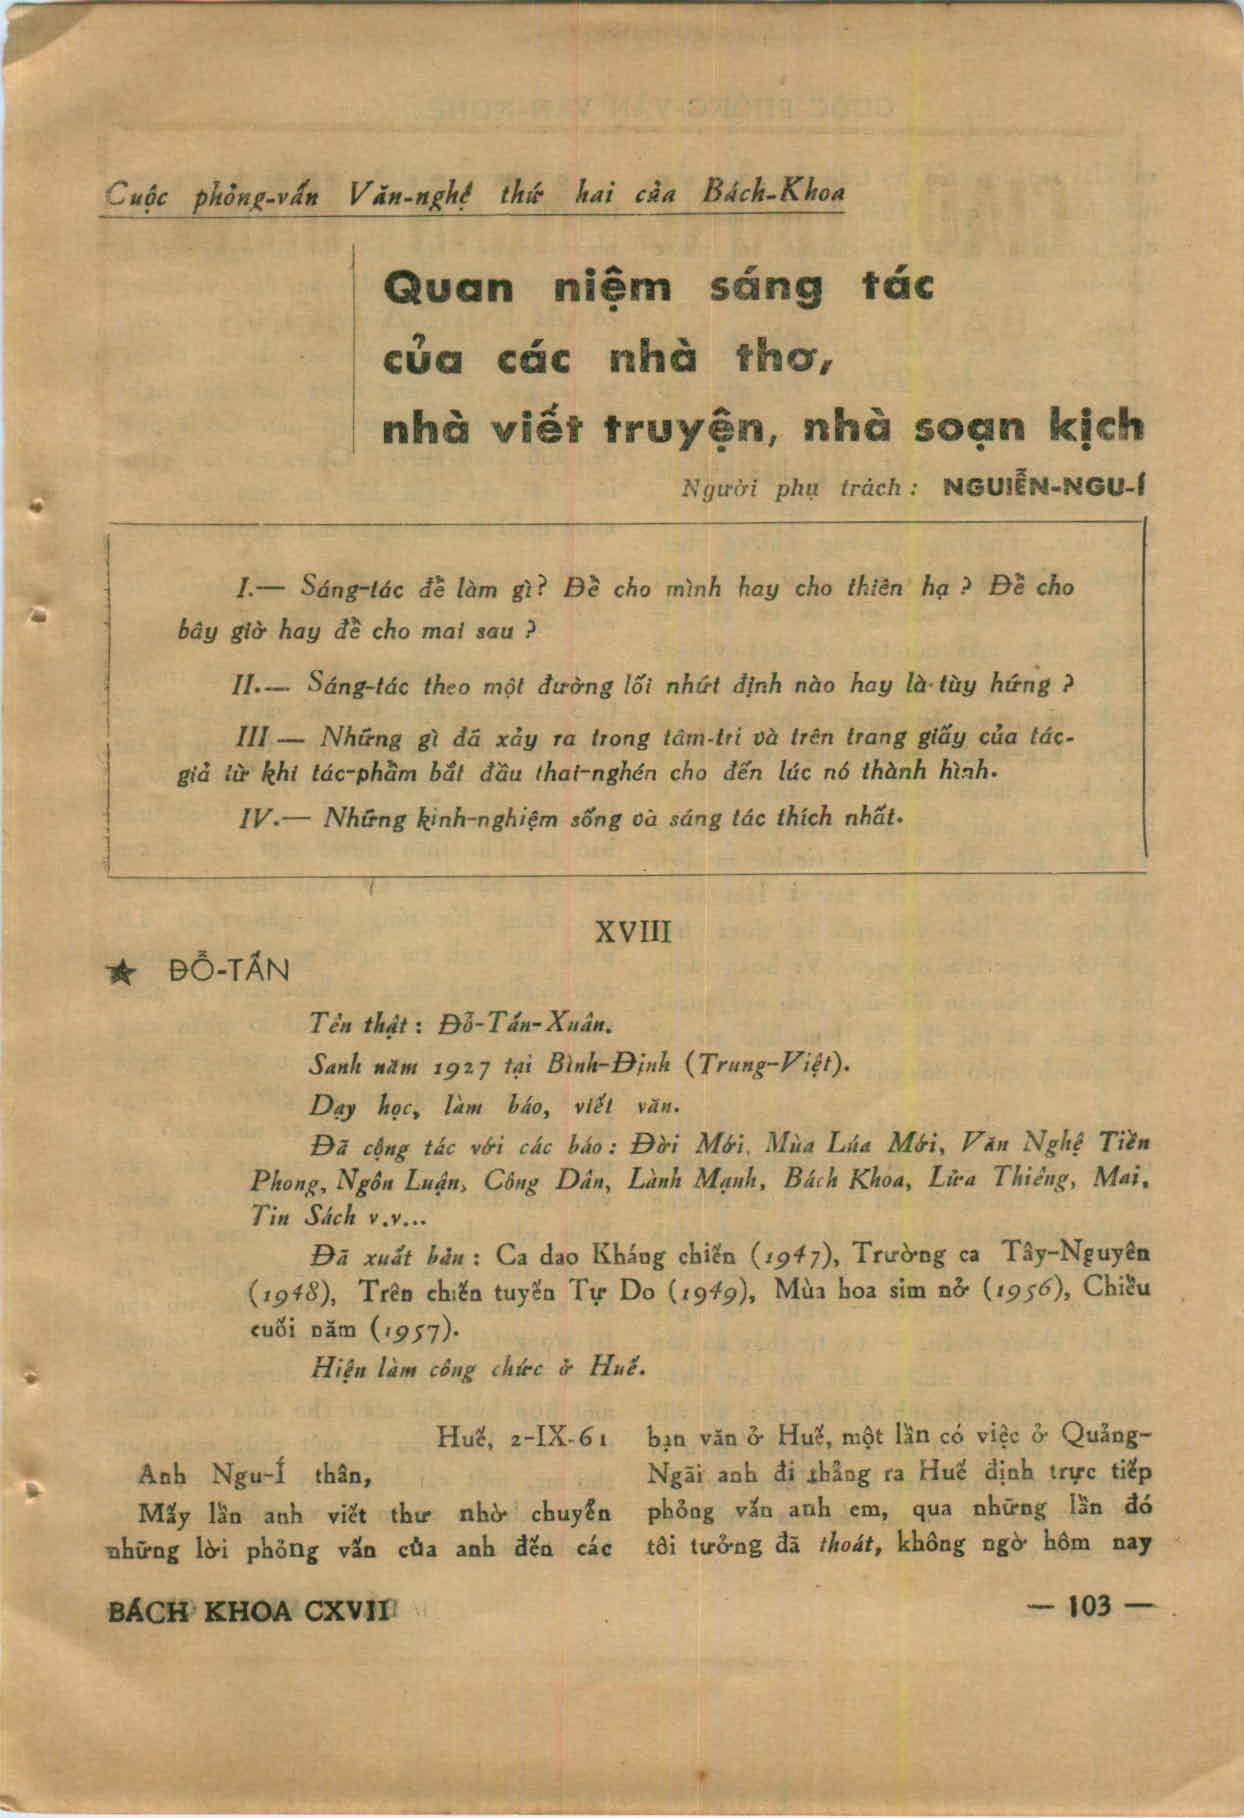 Cuộc phỏng-vấn Văn-nghệ thứ hai của Bách-Khoa
Quan niệm sáng tác
của các nhà thơ,
nhà viết truyện, nhà soạn kịch
Người phụ trách : NGUIỄN-NGU-Í
I.— Sáng-tác để làm gì? Để cho mình hay cho thiên hạ ? Để cho
bây giờ hay để cho mai sau ?
II.— Sáng-tác theo một đường lối nhứt định nào hay là tùy hứng ?
III — Những gì đã xảy ra trong tâm-trí và trên trang giấy của tác-
giả từ khi tác-phẩm bắt đầu thai-nghén cho đến lúc nó thành hình.
IV.— Những kinh-nghiệm sống và sáng tác thích nhất.
XVIII
★ ĐỖ-TẤN
Tên thật : Đỗ-Tấn-Xuân.
Sanh năm 1927 tại Bình-Định (Trung-Việt).
Dạy học, làm báo, viết văn.
Đã cộng tác với các báo : Đời Mới, Mùa Lúa Mới, Văn Nghệ Tiền
Phong, Ngôn Luận, Công Dân, Lành Mạnh, Bách Khoa, Lửa Thiêng, Mai,
Tin Sách v.v...
Đã xuất bản : Ca dao Kháng chiến (1947), Trường ca Tây-Nguyên
(1948), Trên chiến tuyến Tự Do (1949), Mùa hoa sim nở (1956), Chiều
cuối năm (1957).
Hiện làm công chức ở Huế.
Huế, 2-IX-61
Anh Ngu-Í thân,
Mấy lần anh viết thư nhờ chuyển
những lời phỏng vấn của anh đến các
bạn văn ở Huế, một lần có việc ở Quảng-
Ngãi anh đi thẳng ra Huế định trực tiếp
phỏng vấn anh em, qua những lần đó
tôi tưởng đã thoát, không ngờ hôm nay
BÁCH KHOA CXVII
— 103 —